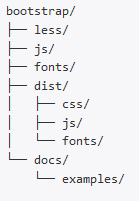 bootstrap/
├── less/
├── js/
├── fonts/
├── dist/
│   ├── css/
│   ├── js/
│   └── fonts/
└── docs/
    └── examples/